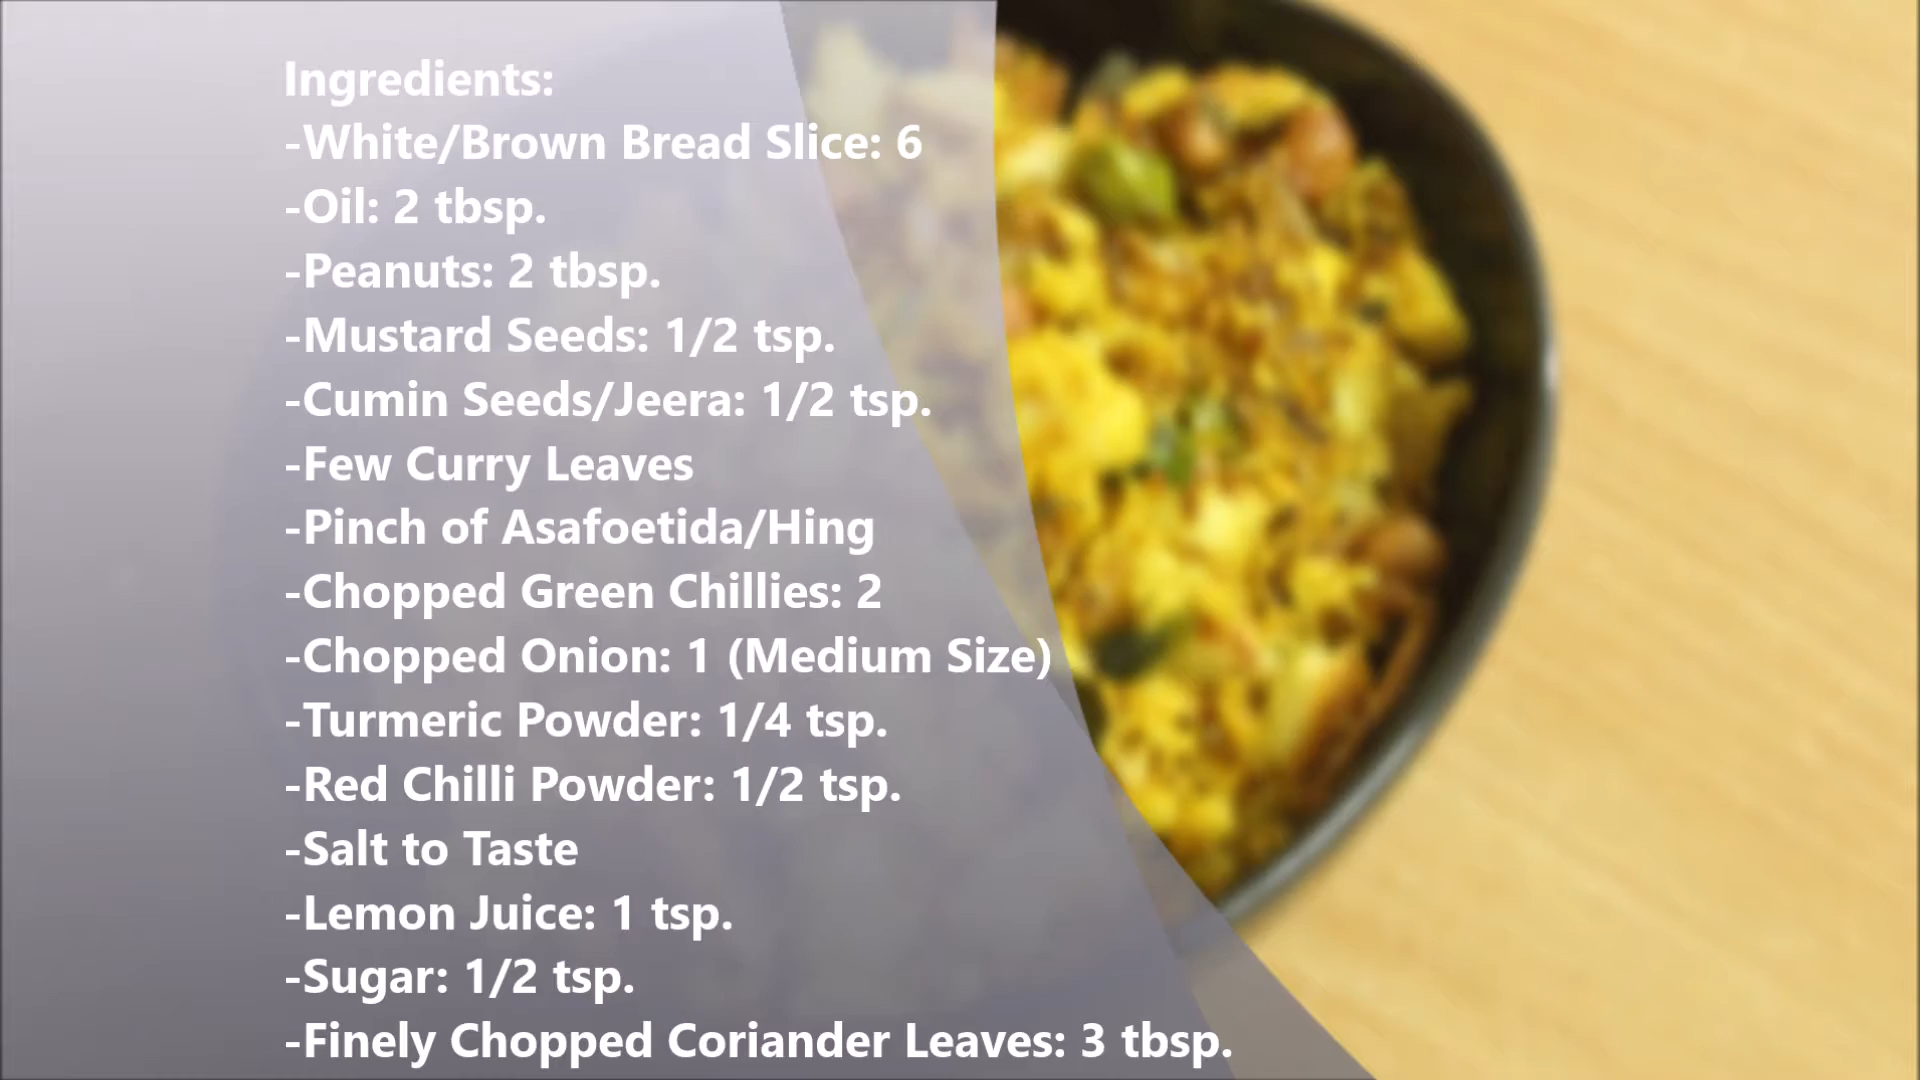 Ingredients:
-White/Brown Bread Slice: 6
-Oil: 2 tbsp.
-Peanuts: 2 tbsp.
-Mustard Seeds: 1/2 tsp.
-Cumin Seeds/Jeera: 1/2 tsp.
-Few Curry Leaves
-Pinch of Asafoetida/Hing
-Chopped Green Chillies: 2
-Chopped Onion: 1 (Medium Size)
-Turmeric Powder: 1/4 tsp.
-Red Chilli Powder: 1/2 tsp.
-Salt to Taste
-Lemon Juice: 1 tsp.
-Sugar: 1/2 tsp.
-Finely Chopped Coriander Leaves: 3 tbsp.